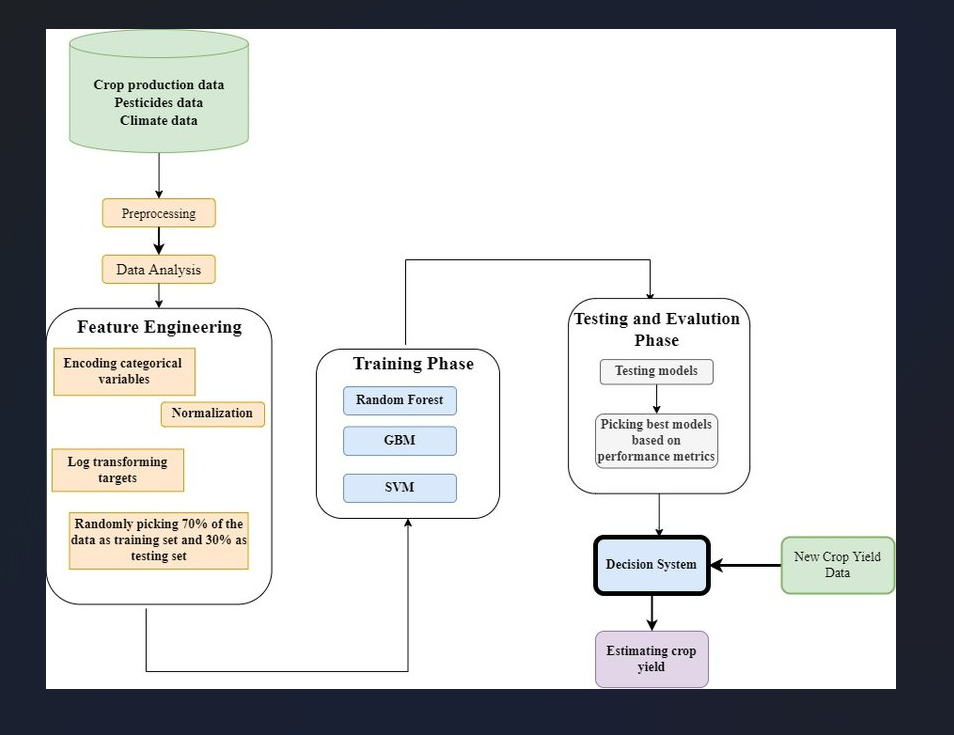 Crop production data
Pesticides data
Climate data
Preprocessing
Data Analysis
Feature Engineering
Encoding categorical
variables
Normalization
Log transforming
targets
Randomly picking 70% of the
data as training set and 30% as
testing set
Training Phase
Random Forest
GBM
SVM
Testing and Evalution
Phase
Testing models
Picking best models
based on
performance metrics
Decision System
New Crop Yield
Data
Estimating crop
yield